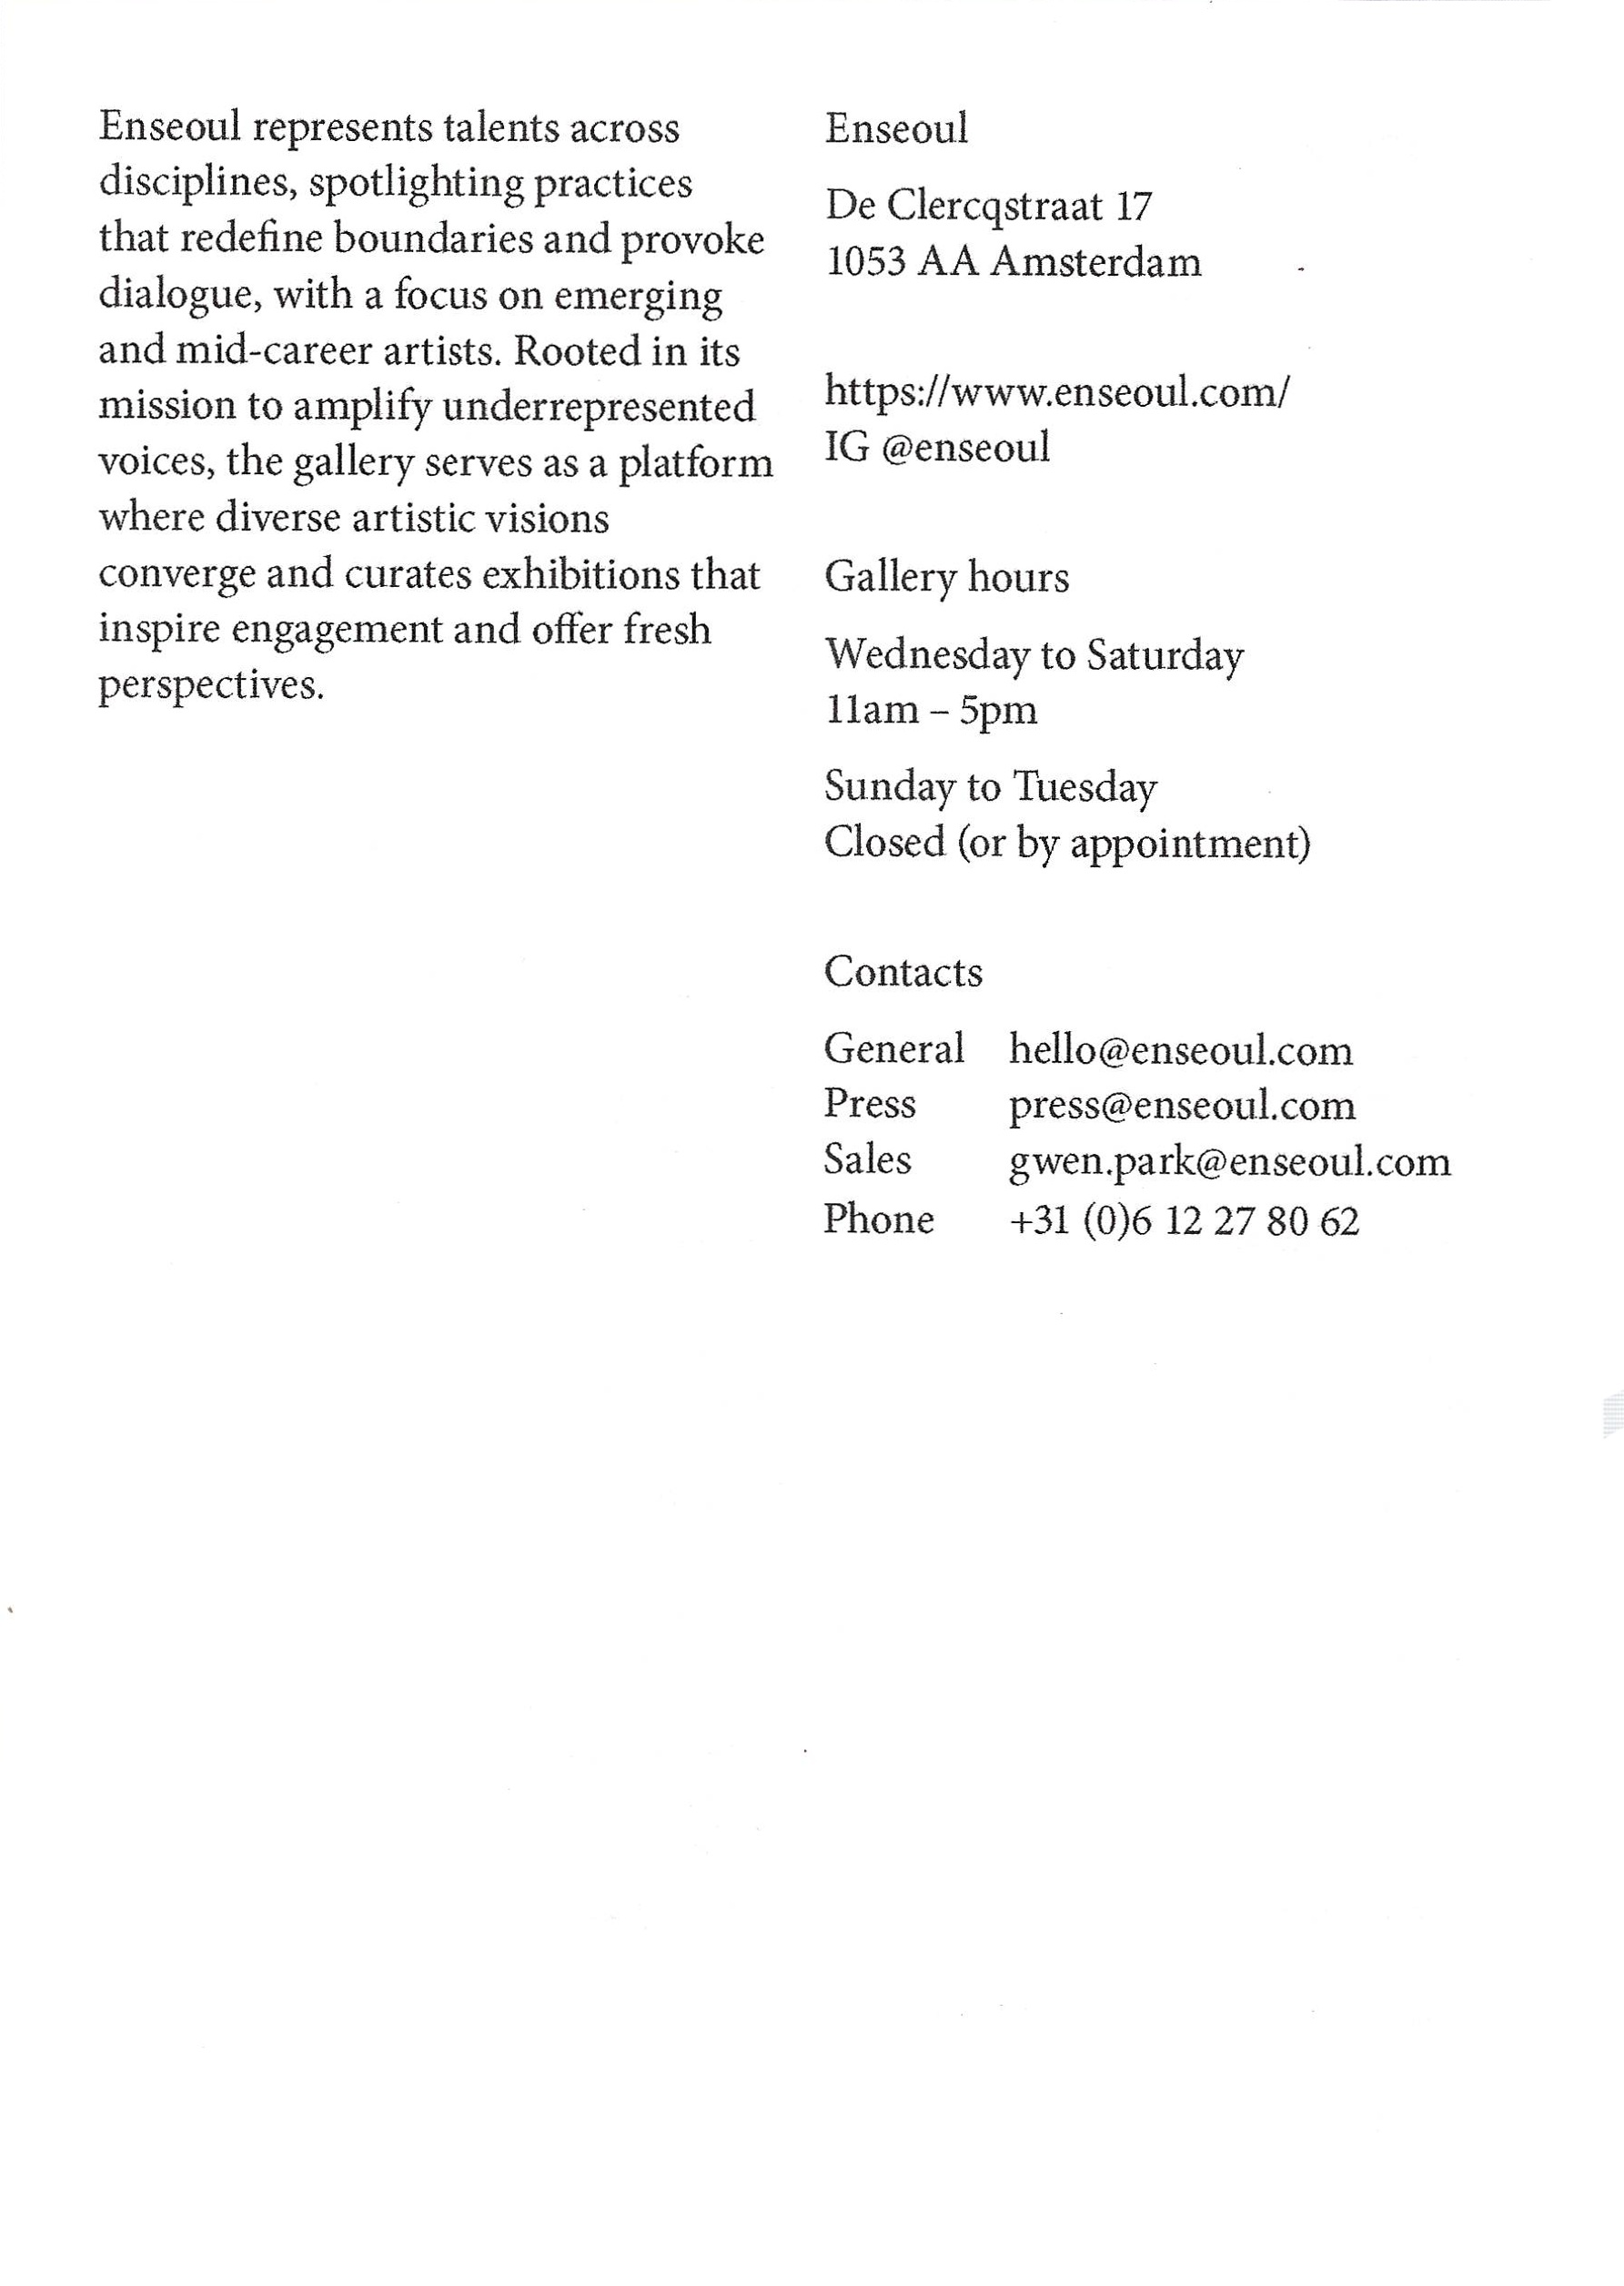 Enseoul represents talents across
disciplines, spotlighting practices
that redefine boundaries and provoke
dialogue, with a focus on emerging
and mid-career artists. Rooted in its
mission to amplify underrepresented
voices, the gallery serves as a platform
where diverse artistic visions
converge and curates exhibitions that
inspire engagement and offer fresh
perspectives.
Enseoul
De Clercqstraat 17
1053 AA Amsterdam
https://www.enseoul.com/
IG @enseoul
Gallery hours
Wednesday to Saturday
11am – 5pm
Sunday to Tuesday
Closed (or by appointment)
Contacts
General hello@enseoul.com
Press press@enseoul.com
Sales gwen.park@enseoul.com
Phone +31 (0)6 12 27 80 62